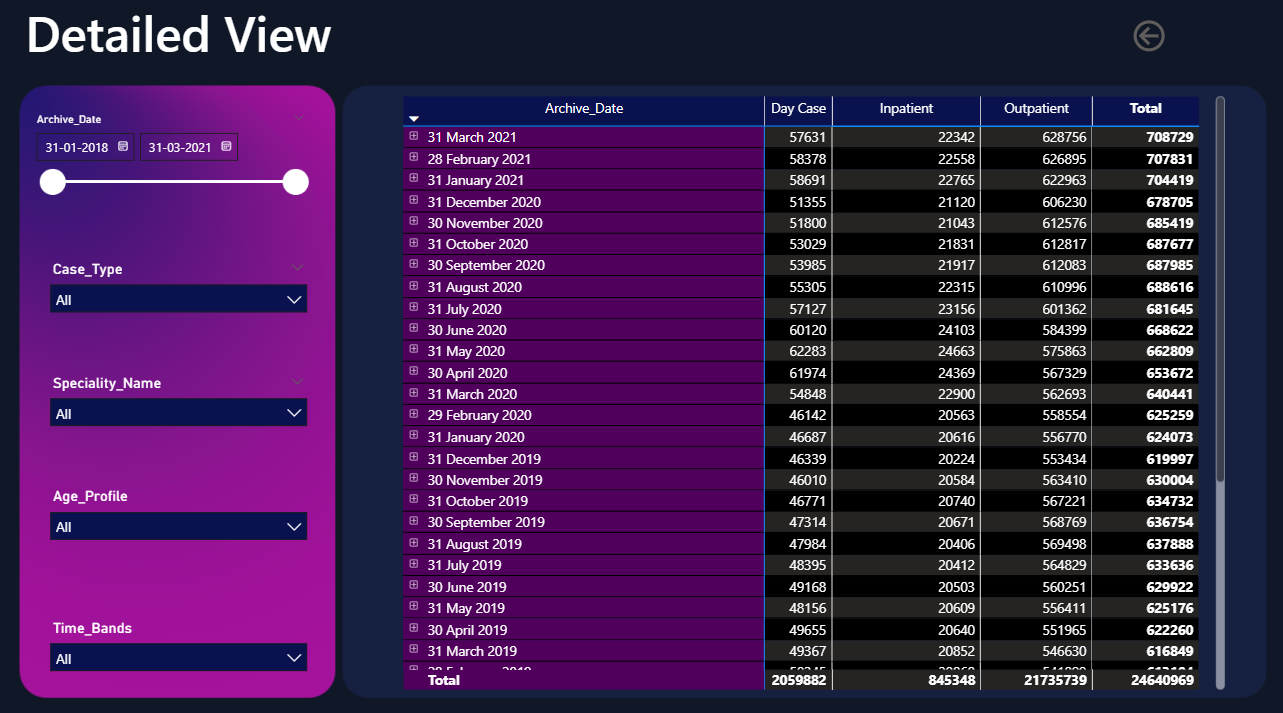 Detailed View
Archive_Date
31-01-2018 31-03-2021
Case_Type
All
Speciality_Name
All
Age_Profile
All
Time_Bands
All
Archive_Date Day Case Inpatient Outpatient Total
31 March 2021 57631 22342 628756 708729
28 February 2021 58378 22558 626895 707831
31 January 2021 58691 22765 622963 704419
31 December 2020 51355 21120 606230 678705
30 November 2020 51800 21043 612576 685419
31 October 2020 53029 21831 612817 687677
30 September 2020 53985 21917 612083 687985
31 August 2020 55305 22315 610996 688616
31 July 2020 57127 23156 601362 681645
30 June 2020 60120 24103 584399 668622
31 May 2020 62283 24663 575863 662809
30 April 2020 61974 24369 567329 653672
31 March 2020 54848 22900 562693 640441
29 February 2020 46142 20563 558554 625259
31 January 2020 46687 20616 556770 624073
31 December 2019 46339 20224 553434 619997
30 November 2019 46010 20584 563410 630004
31 October 2019 46771 20740 567221 634732
30 September 2019 47314 20671 568769 636754
31 August 2019 47984 20406 569498 637888
31 July 2019 48395 20412 564829 633636
30 June 2019 49168 20503 560251 629922
31 May 2019 48156 20609 556411 625176
30 April 2019 49655 20640 551965 622260
31 March 2019 49367 20852 546630 616849
Total 2059882 845348 21735739 24640969